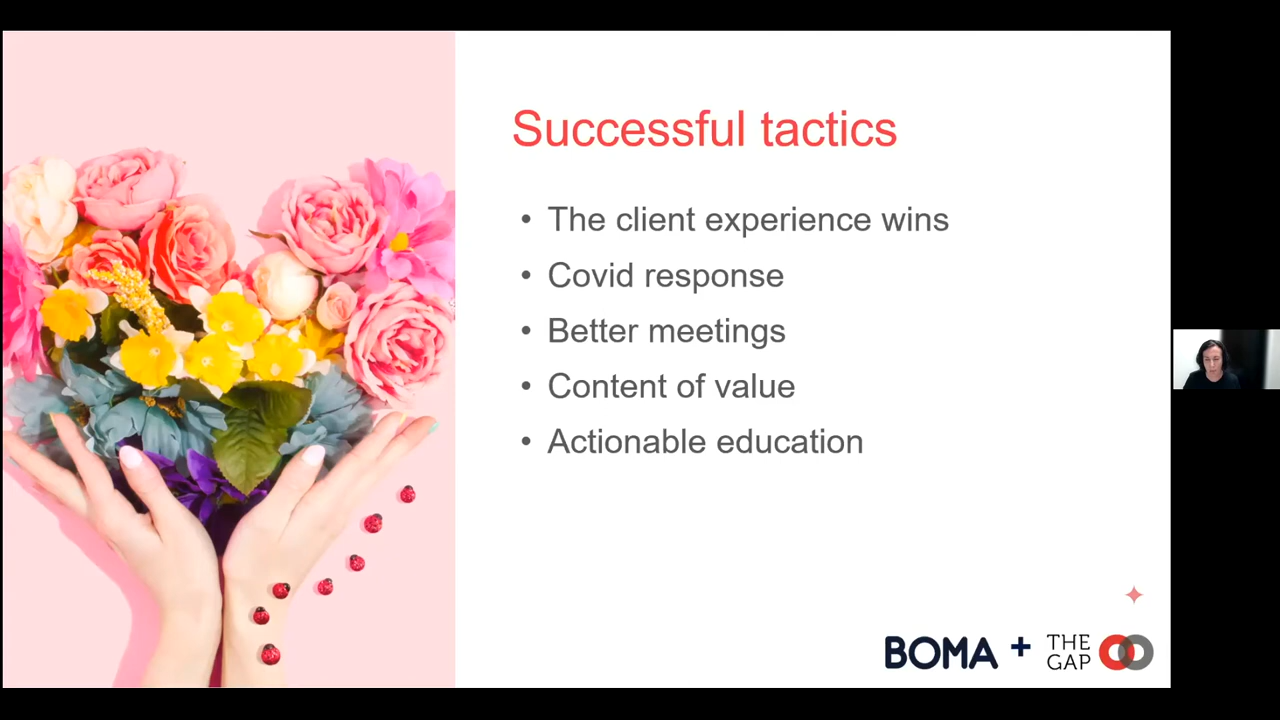 Successful tactics
• The client experience wins
• Covid response
• Better meetings
• Content of value
• Actionable education
BOMA + THE
GAP